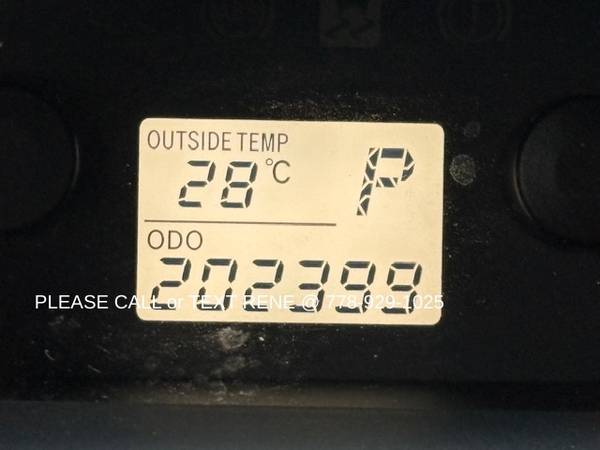 OUTSIDE TEMP
28°C P
ODO
202399
PLEASE CALL or TEXT RENE @ 778-929-1025